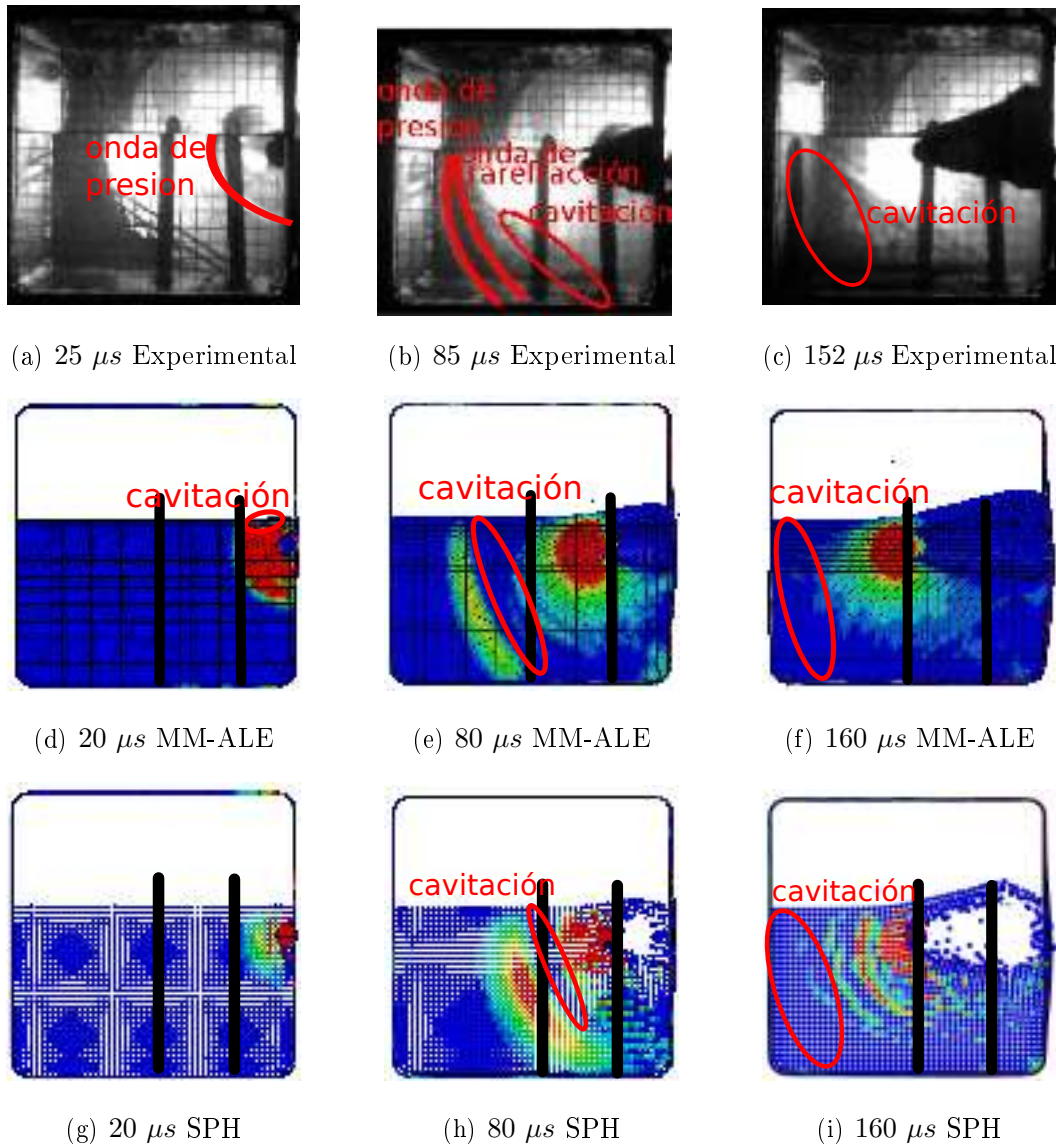 onda de
presion
onda de
presion
onda de
rarefracción
cavitación
cavitación
(a) 25 μs Experimental
(b) 85 μs Experimental
(c) 152 μs Experimental
cavitación
cavitación
cavitación
(d) 20 μs MM-ALE
(e) 80 μs MM-ALE
(f) 160 μs MM-ALE
cavitación
cavitación
(g) 20 μs SPH
(h) 80 μs SPH
(i) 160 μs SPH